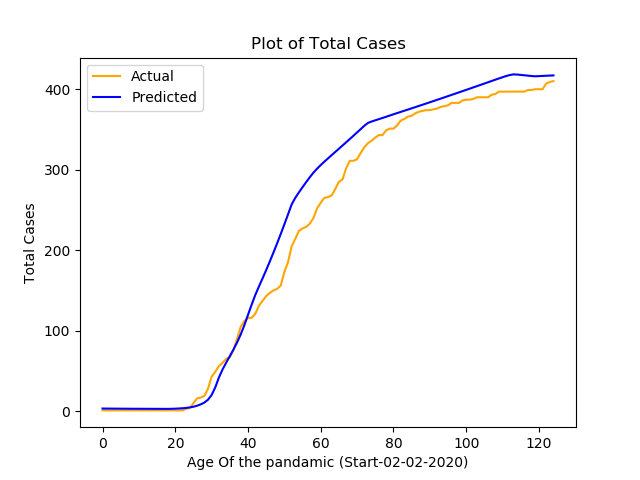 Plot of Total Cases
Actual
Predicted
400
300
200
100
0
Total Cases
0 20 40 60 80 100 120
Age Of the pandamic (Start-02-02-2020)